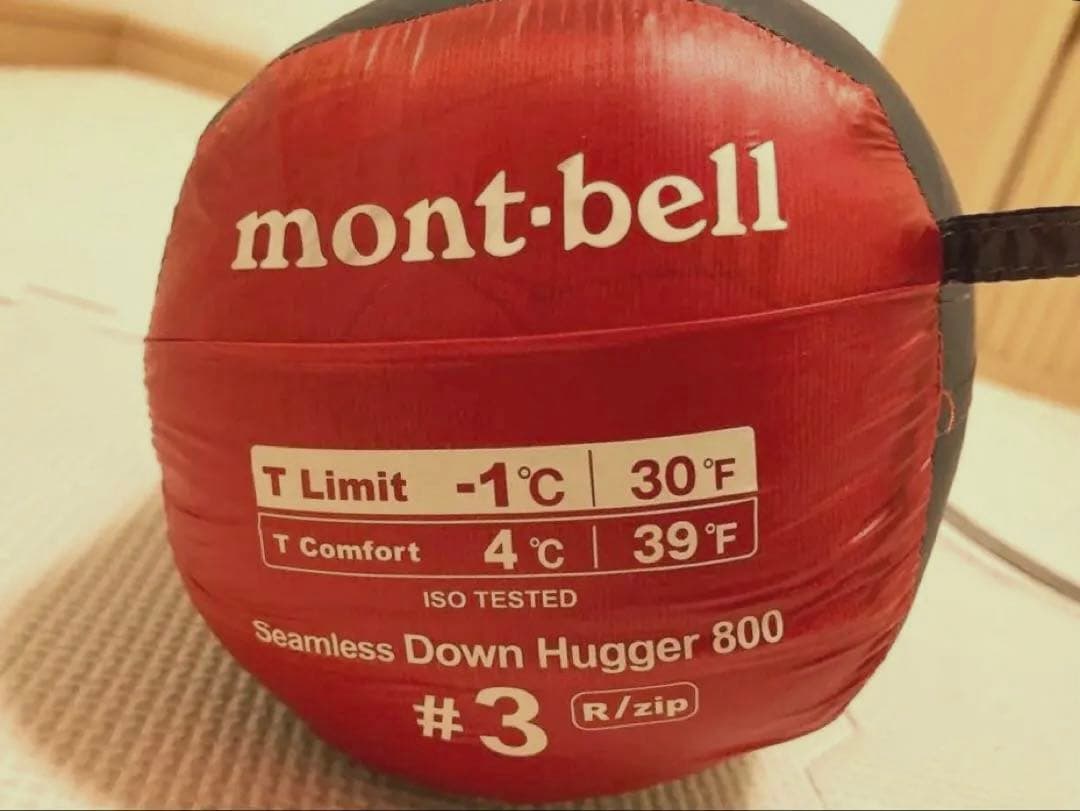 mont·bell
T Limit -1℃ | 30°F
T Comfort 4℃ | 39°F
ISO TESTED
Seamless Down Hugger 800
#3 R/zip